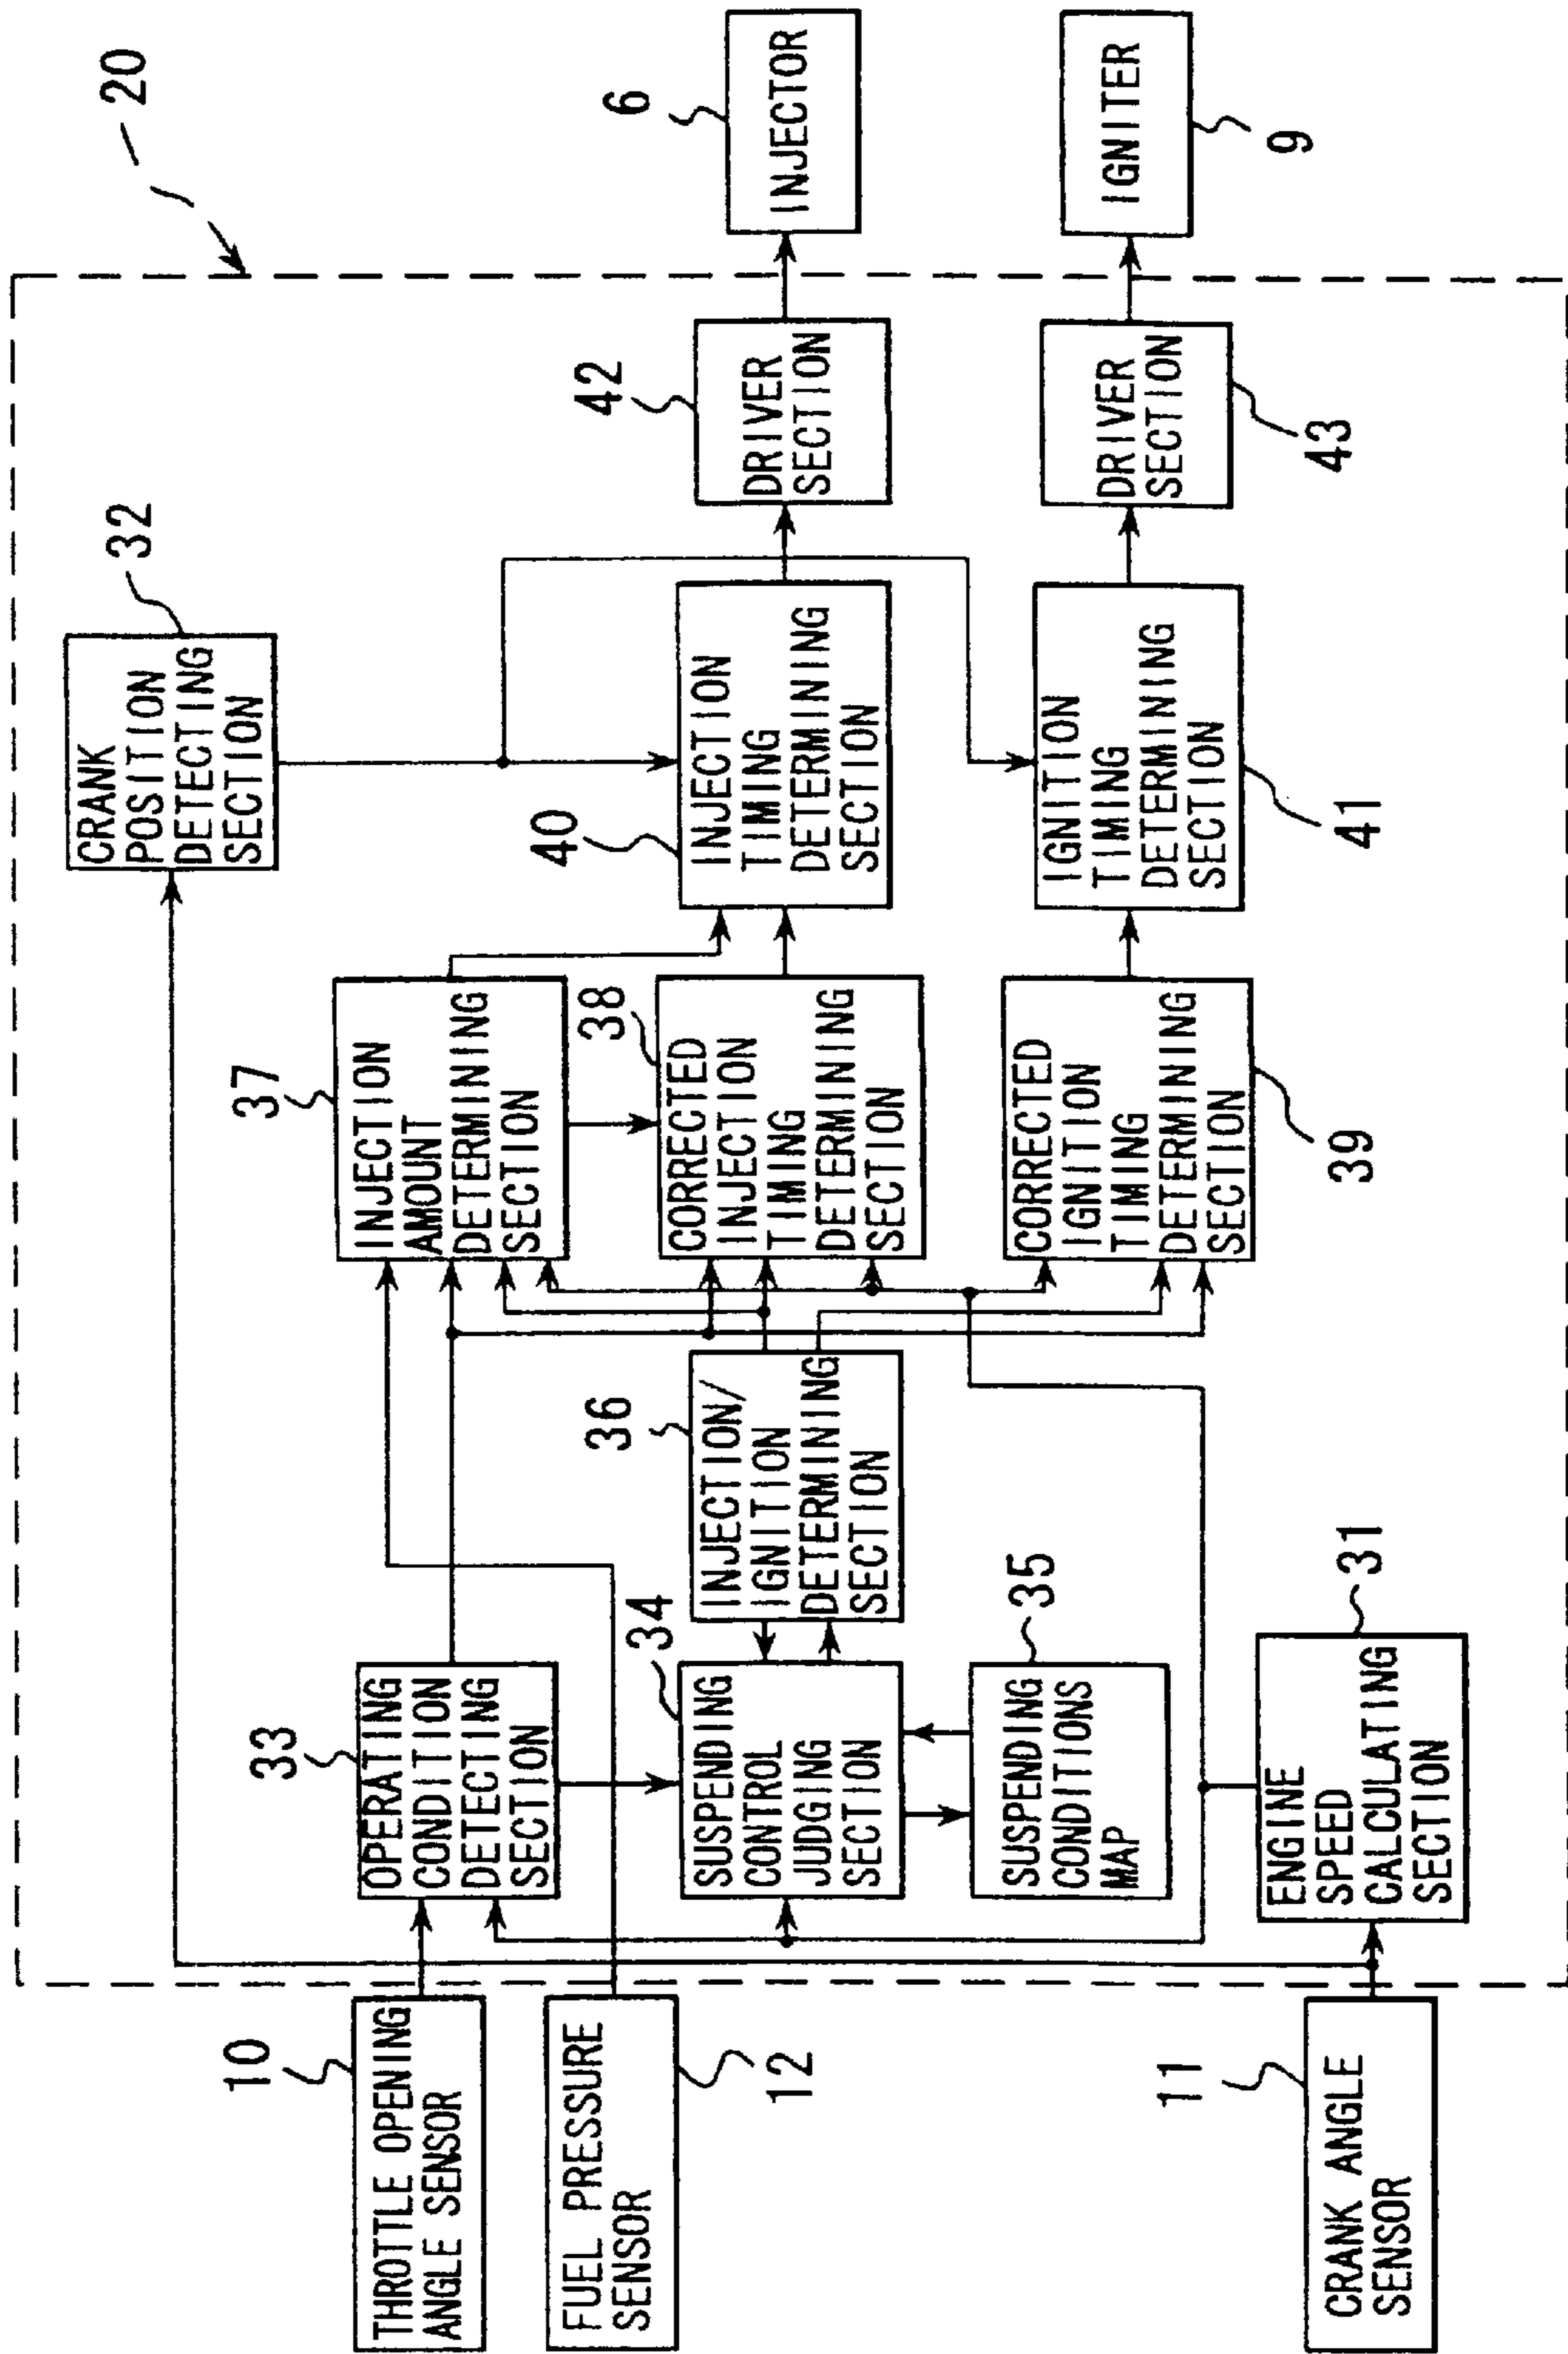 20
32
CRANK
POSITION
DETECTING
SECTION
10
THROTTLE OPENING
ANGLE SENSOR
33
OPERATING
CONDITION
DETECTING
SECTION
37
INJECTION
AMOUNT
DETERMINING
SECTION
FUEL PRESSURE
SENSOR
12
34
SUSPENDING
CONTROL
JUDGING
SECTION
36
INJECTION/
IGNITION
DETERMINING
SECTION
38
CORRECTED
INJECTION
TIMING
DETERMINING
SECTION
40
INJECTION
TIMING
DETERMINING
SECTION
42
DRIVER
SECTION
6
INJECTOR
35
SUSPENDING
CONDITIONS
MAP
CORRECTED
IGNITION
TIMING
DETERMINING
SECTION
39
IGNITION
TIMING
DETERMINING
SECTION
41
DRIVER
SECTION
43
IGNITER
9
11
CRANK ANGLE
SENSOR
31
ENGINE
SPEED
CALCULATING
SECTION